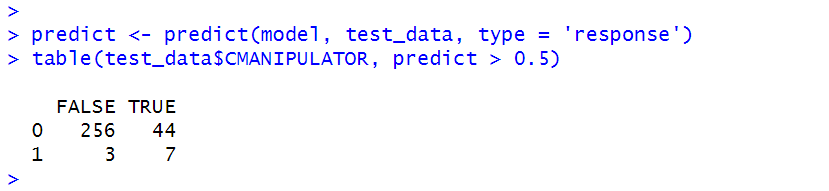 >
> predict <- predict(model, test_data, type = 'response')
> table(test_data$CMANIPULATOR, predict > 0.5)
FALSE TRUE
0 256 44
1 3 7
>